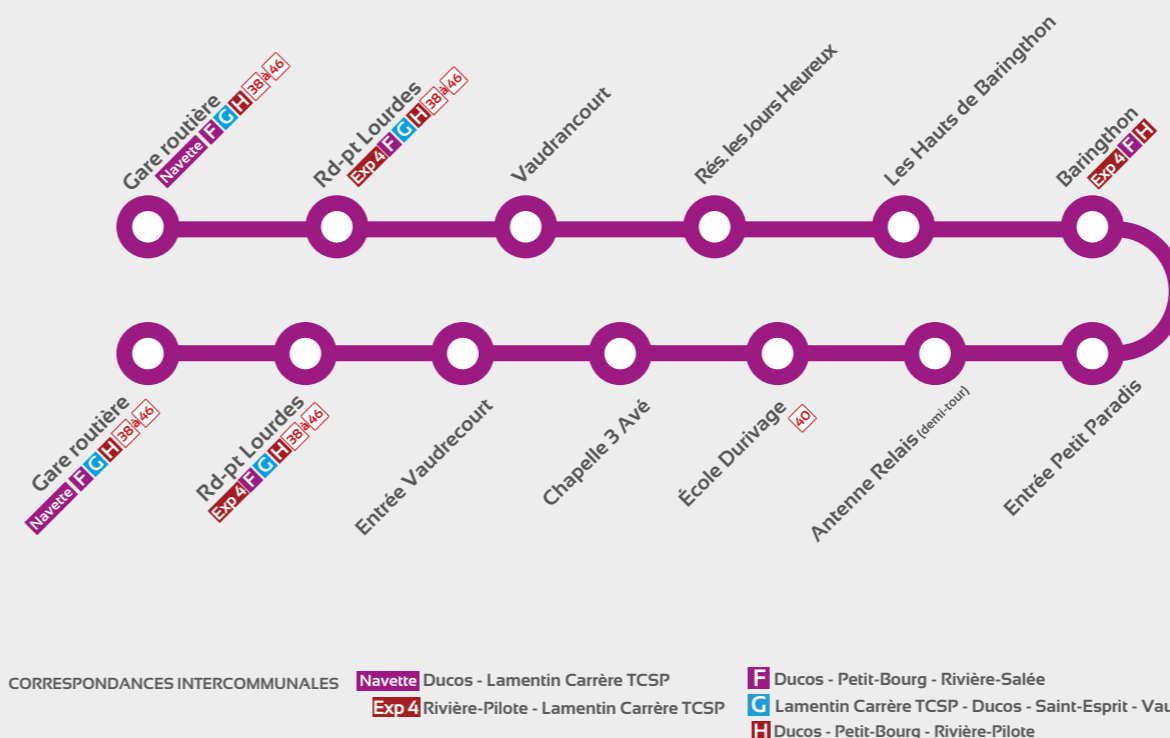 Gare routière
Navette F G H 38 à 46
Rd-pt Lourdes
Exp 4 F G H 38 à 46
Vaudrancourt
Rés. les Jours Heureux
Les Hauts de Baringthon
Baringthon
Exp 4 F H
Gare routière
Navette F G H 38 à 46
Rd-pt Lourdes
Exp 4 F G H 38 à 46
Entrée Vaudrecourt
Chapelle 3 Avé
École Durivage 40
Antenne Relais (demi-tour)
Entrée Petit Paradis
CORRESPONDANCES INTERCOMMUNALES
Navette Ducos - Lamentin Carrère TCSP
Exp 4 Rivière-Pilote - Lamentin Carrère TCSP
F Ducos - Petit-Bourg - Rivière-Salée
G Lamentin Carrère TCSP - Ducos - Saint-Esprit - Vau
H Ducos - Petit-Bourg - Rivière-Pilote